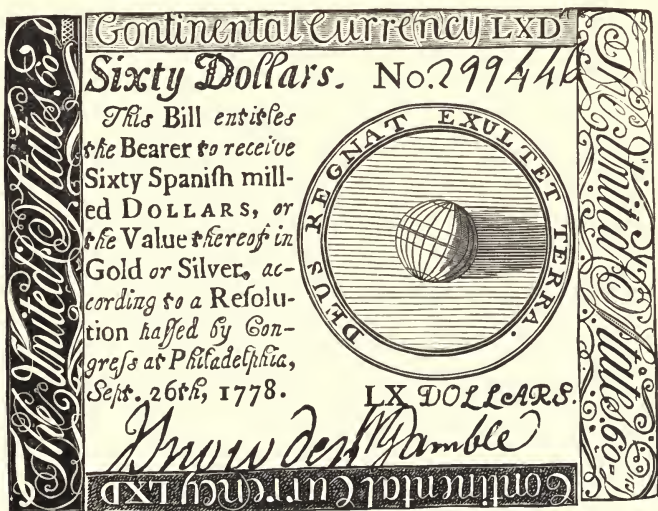 Continental Currency LXD
Sixty Dollars. No. 299446
This Bill entitles
the Bearer to receive
Sixty Spanish mill-
ed DOLLARS, or
the Value thereof in
Gold or Silver, ac-
cording to a Resolu-
tion passed by Con-
gress at Philadelphia,
Sept. 26th, 1778.
DEUS REGNAT EXULTET TERRA.
LX DOLLARS.
Gamble
The United States. 60
The United States 60
Continental Currency LXD